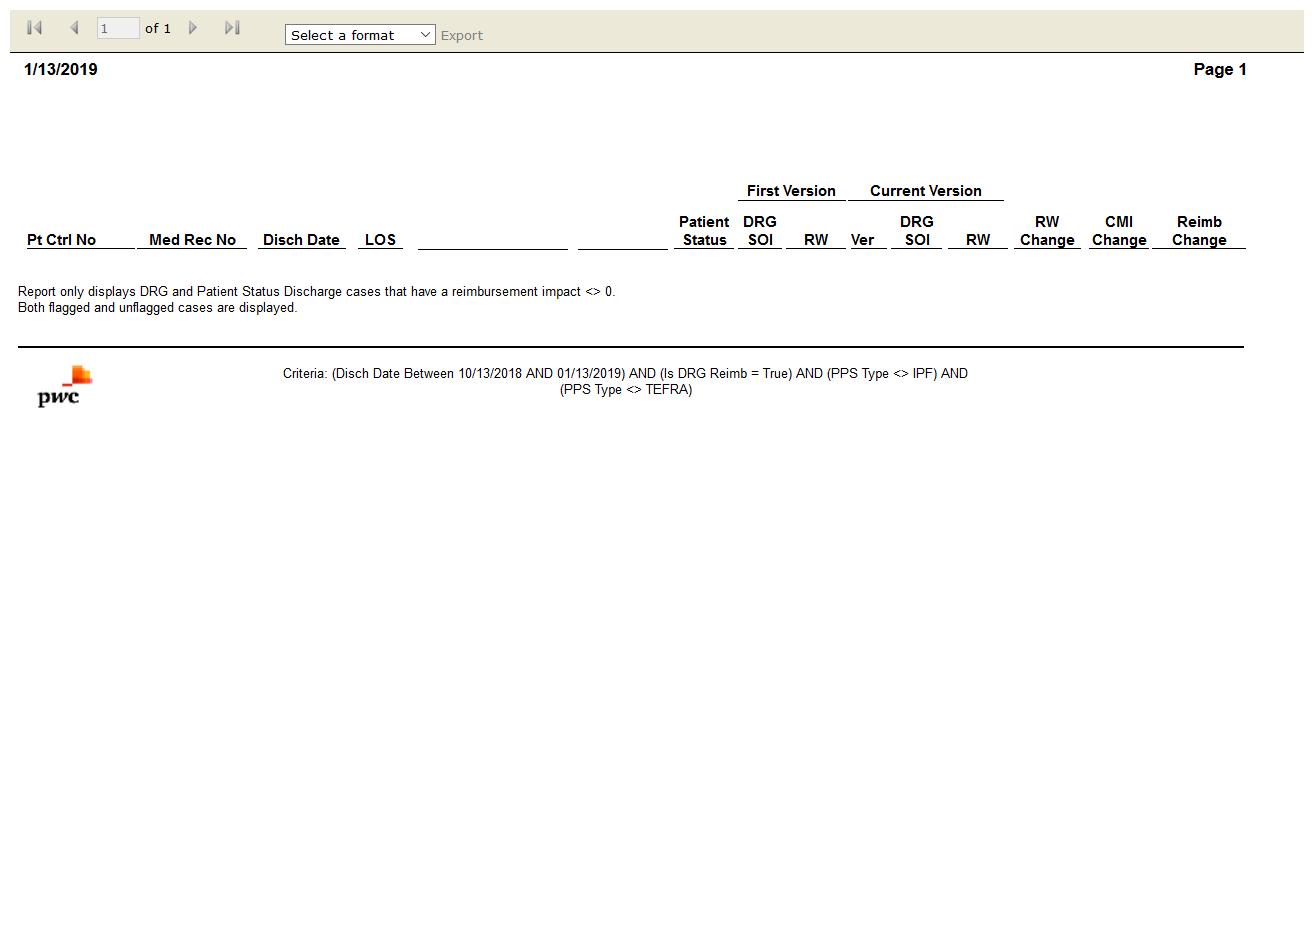 1 of 1 Select a format Export
1/13/2019 Page 1
First Version Current Version
Patient DRG DRG RW CMI Reimb
Pt Ctrl No Med Rec No Disch Date LOS Status SOI RW Ver SOI RW Change Change Change
Report only displays DRG and Patient Status Discharge cases that have a reimbursement impact <> 0.
Both flagged and unflagged cases are displayed.
pwc
Criteria: (Disch Date Between 10/13/2018 AND 01/13/2019) AND (Is DRG Reimb = True) AND (PPS Type <> IPF) AND
(PPS Type <> TEFRA)